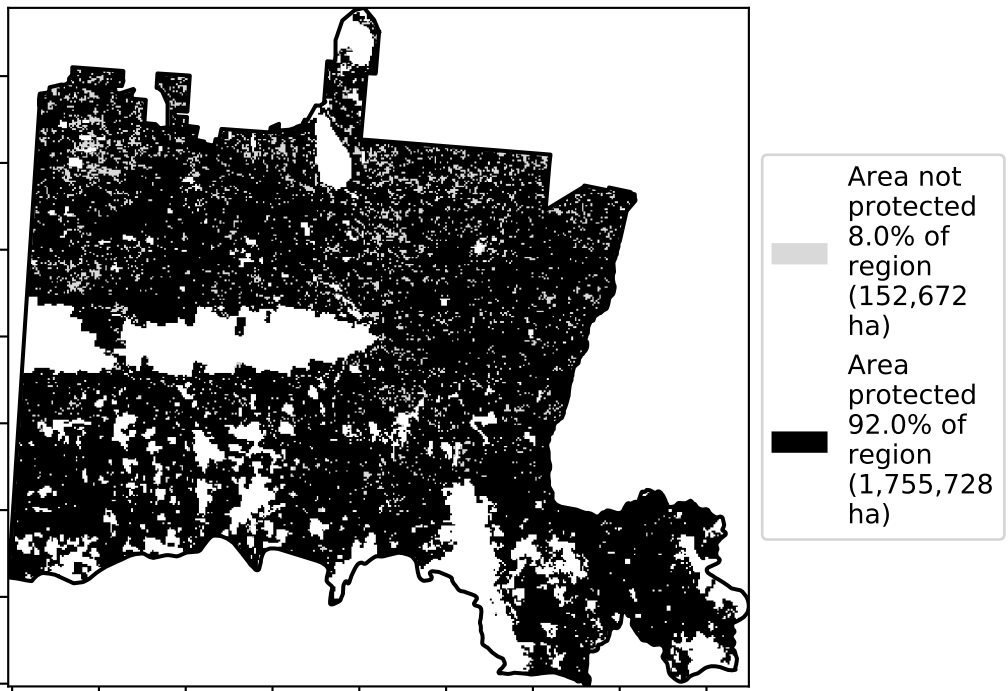 Area not
protected
8.0% of
region
(152,672
ha)
Area
protected
92.0% of
region
(1,755,728
ha)